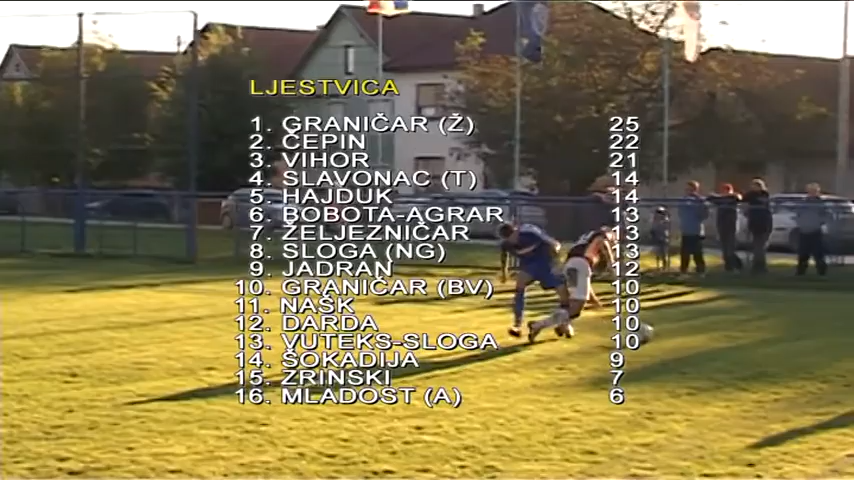 LJESTVICA
1. GRANIČAR (Ž) 25
2. ČEPIN 22
3. VIHOR 21
4. SLAVONAC (T) 14
5. HAJDUK 14
6. BOBOTA-AGRAR 13
7. ŽELJEZNIČAR 13
8. SLOGA (NG) 13
9. JADRAN 12
10. GRANIČAR (BV) 10
11. NAŠK 10
12. DARDA 10
13. VUTEKS-SLOGA 10
14. ŠOKADIJA 9
15. ZRINSKI 7
16. MLADOST (A) 6